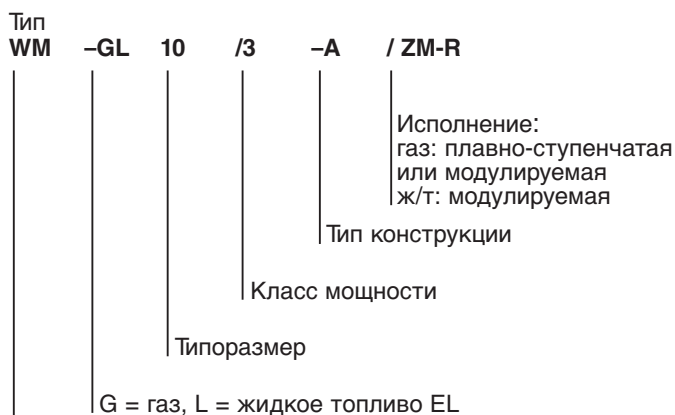 Тип
WM –GL 10 /3 –A / ZM-R
Исполнение:
газ: плавно-ступенчатая
или модулируемая
ж/т: модулируемая
Тип конструкции
Класс мощности
Типоразмер
G = газ, L = жидкое топливо EL